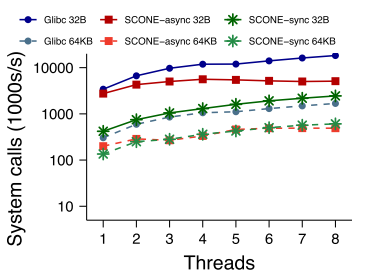 Glibc 32B SCONE-async 32B SCONE-sync 32B
Glibc 64KB SCONE-async 64KB SCONE-sync 64KB
System calls (1000s/s)
10000
1000
100
10
1 2 3 4 5 6 7 8
Threads